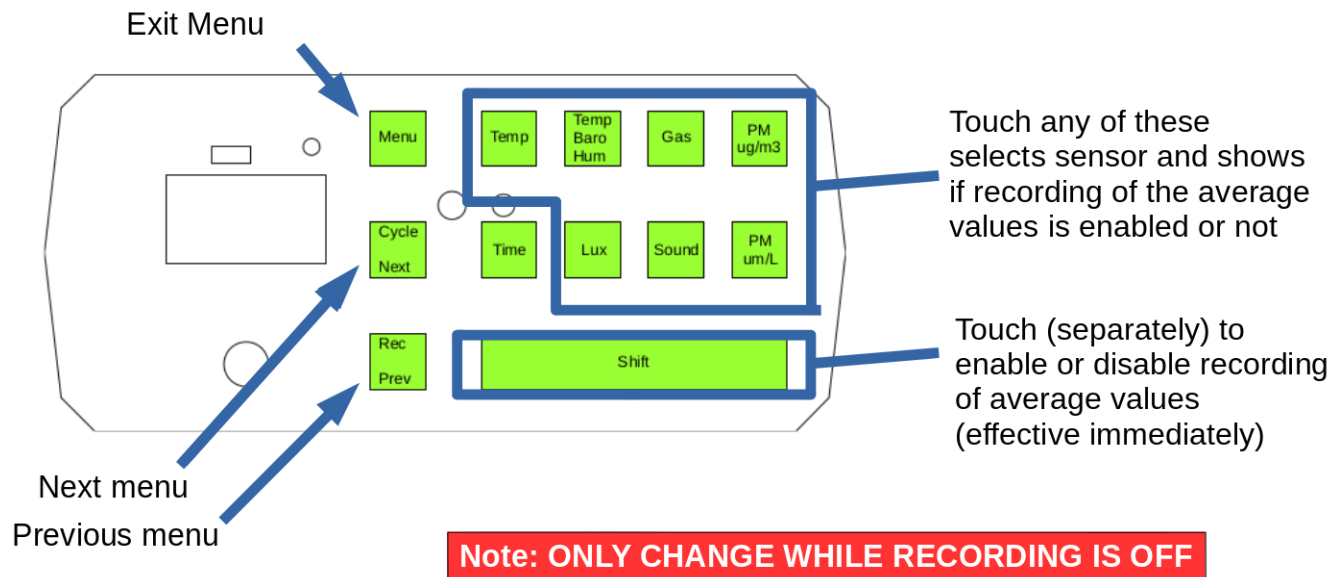 Exit Menu
Menu
Temp
Temp
Baro
Hum
Gas
PM
ug/m3
Touch any of these
selects sensor and shows
if recording of the average
values is enabled or not
Cycle
Next
Time
Lux
Sound
PM
um/L
Rec
Prev
Shift
Touch (separately) to
enable or disable recording
of average values
(effective immediately)
Next menu
Previous menu
Note: ONLY CHANGE WHILE RECORDING IS OFF